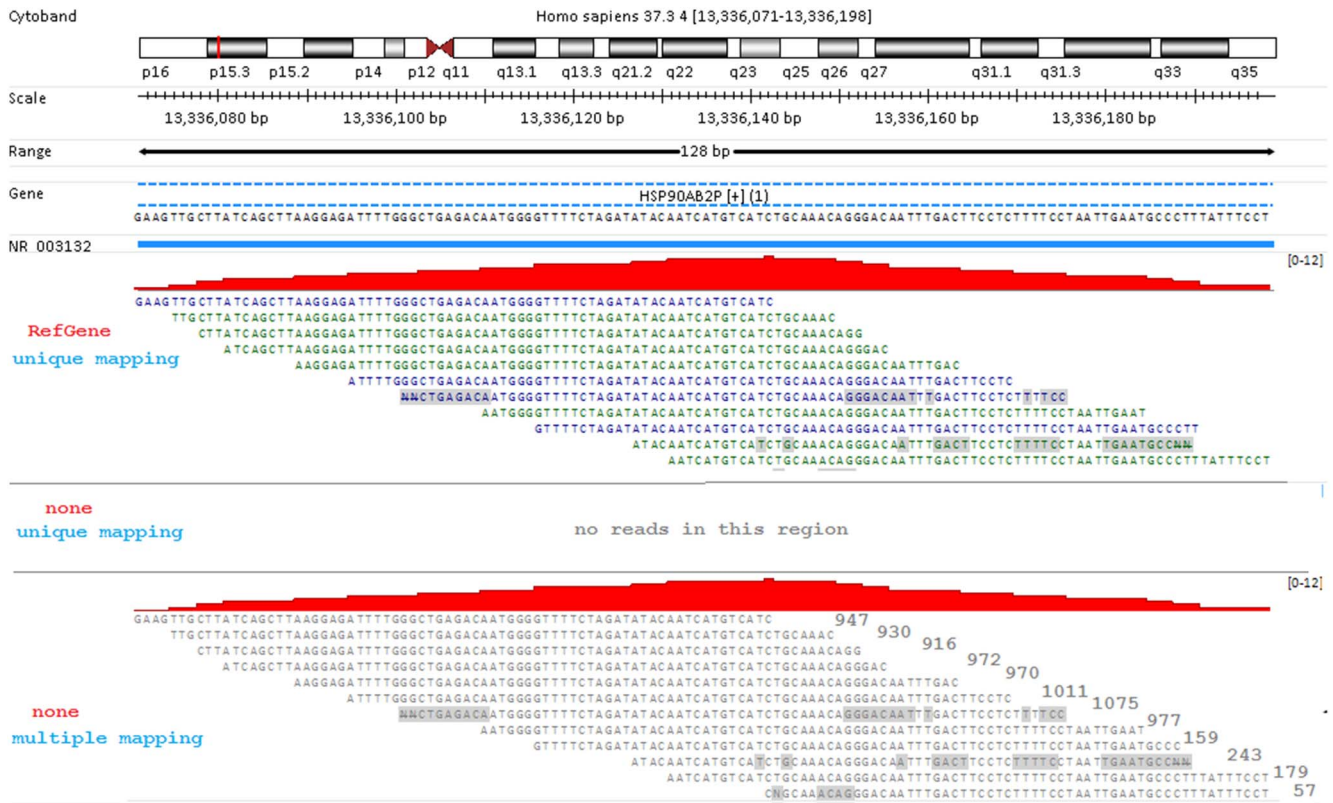 Cytoband
Homo sapiens 37.3 4 [13,336,071-13,336,198]
p16 p15.3 p15.2 p14 p12 q11 q13.1 q13.3 q21.2 q22 q23 q25 q26 q27 q31.1 q31.3 q33 q35
Scale
13,336,080 bp 13,336,100 bp 13,336,120 bp 13,336,140 bp 13,336,160 bp 13,336,180 bp
Range
128 bp
Gene
HSP90AB2P [+] (1)
GAAGTTGCTTATCAGCTTAAGGAGATTTTGGGCTGAGACAATGGGGTTTTCTAGATATACAATCATGTCATCTGCAAACAGGGACAATTTGACTTCCTCTTTTCCTAATTGAATGCCCTTTATTTCCT
NR_003132
[0-12]
GAAGTTGCTTATCAGCTTAAGGAGATTTTGGGCTGAGACAATGGGGTTTTCTAGATATACAATCATGTCATC
TTGCTTATCAGCTTAAGGAGATTTTGGGCTGAGACAATGGGGTTTTCTAGATATACAATCATGTCATCTGCAAAC
RefGene
CTTATCAGCTTAAGGAGATTTTGGGCTGAGACAATGGGGTTTTCTAGATATACAATCATGTCATCTGCAAACAGG
unique mapping
ATCAGCTTAAGGAGATTTTGGGCTGAGACAATGGGGTTTTCTAGATATACAATCATGTCATCTGCAAACAGGGAC
AAGGAGATTTTGGGCTGAGACAATGGGGTTTTCTAGATATACAATCATGTCATCTGCAAACAGGGACAATTTGAC
ATTTTGGGCTGAGACAATGGGGTTTTCTAGATATACAATCATGTCATCTGCAAACAGGGACAATTTGACTTCCTC
NNCTGAGACAATGGGGTTTTCTAGATATACAATCATGTCATCTGCAAACAGGGACAATTTGACTTCCTCTTTTCC
AATGGGGTTTTCTAGATATACAATCATGTCATCTGCAAACAGGGACAATTTGACTTCCTCTTTTCCTAATTGAAT
GTTTTCTAGATATACAATCATGTCATCTGCAAACAGGGACAATTTGACTTCCTCTTTTCCTAATTGAATGCCCTT
ATACAATCATGTCATCTGCAAACAGGGACAATTTGACTTCCTCTTTTCCTAATTGAATGCCNN
AATCATGTCATCTGCAAACAGGGACAATTTGACTTCCTCTTTTCCTAATTGAATGCCCTTTATTTCCT
none
unique mapping
no reads in this region
[0-12]
GAAGTTGCTTATCAGCTTAAGGAGATTTTGGGCTGAGACAATGGGGTTTTCTAGATATACAATCATGTCATC 947
TTGCTTATCAGCTTAAGGAGATTTTGGGCTGAGACAATGGGGTTTTCTAGATATACAATCATGTCATCTGCAAAC 930
CTTATCAGCTTAAGGAGATTTTGGGCTGAGACAATGGGGTTTTCTAGATATACAATCATGTCATCTGCAAACAGG 916
ATCAGCTTAAGGAGATTTTGGGCTGAGACAATGGGGTTTTCTAGATATACAATCATGTCATCTGCAAACAGGGAC 972
AAGGAGATTTTGGGCTGAGACAATGGGGTTTTCTAGATATACAATCATGTCATCTGCAAACAGGGACAATTTGAC 970
ATTTTGGGCTGAGACAATGGGGTTTTCTAGATATACAATCATGTCATCTGCAAACAGGGACAATTTGACTTCCTC 1011
none
NNCTGAGACAATGGGGTTTTCTAGATATACAATCATGTCATCTGCAAACAGGGACAATTTGACTTCCTCTTTTCC 1075
AATGGGGTTTTCTAGATATACAATCATGTCATCTGCAAACAGGGACAATTTGACTTCCTCTTTTCCTAATTGAAT 977
multiple mapping
GTTTTCTAGATATACAATCATGTCATCTGCAAACAGGGACAATTTGACTTCCTCTTTTCCTAATTGAATGCCC 159
ATACAATCATGTCATCTGCAAACAGGGACAATTTGACTTCCTCTTTTCCTAATTGAATGCCNN 243
AATCATGTCATCTGCAAACAGGGACAATTTGACTTCCTCTTTTCCTAATTGAATGCCCTTTATTTCCT 179
CNGCAAACAGGGACAATTTGACTTCCTCTTTTCCTAATTGAATGCCCTTTATTTCCT 57